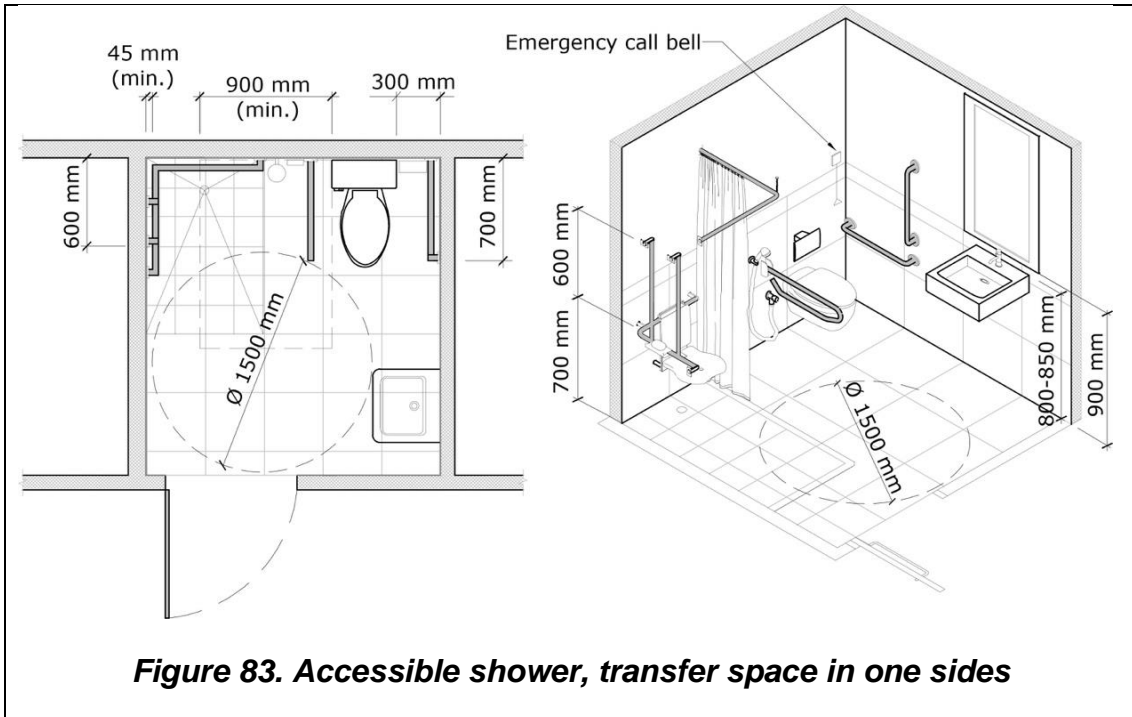 45 mm
(min.)
900 mm
(min.)
300 mm
600 mm
700 mm
Ø 1500 mm
Emergency call bell
600 mm
700 mm
Ø 1500 mm
800-850 mm
900 mm
Figure 83. Accessible shower, transfer space in one sides